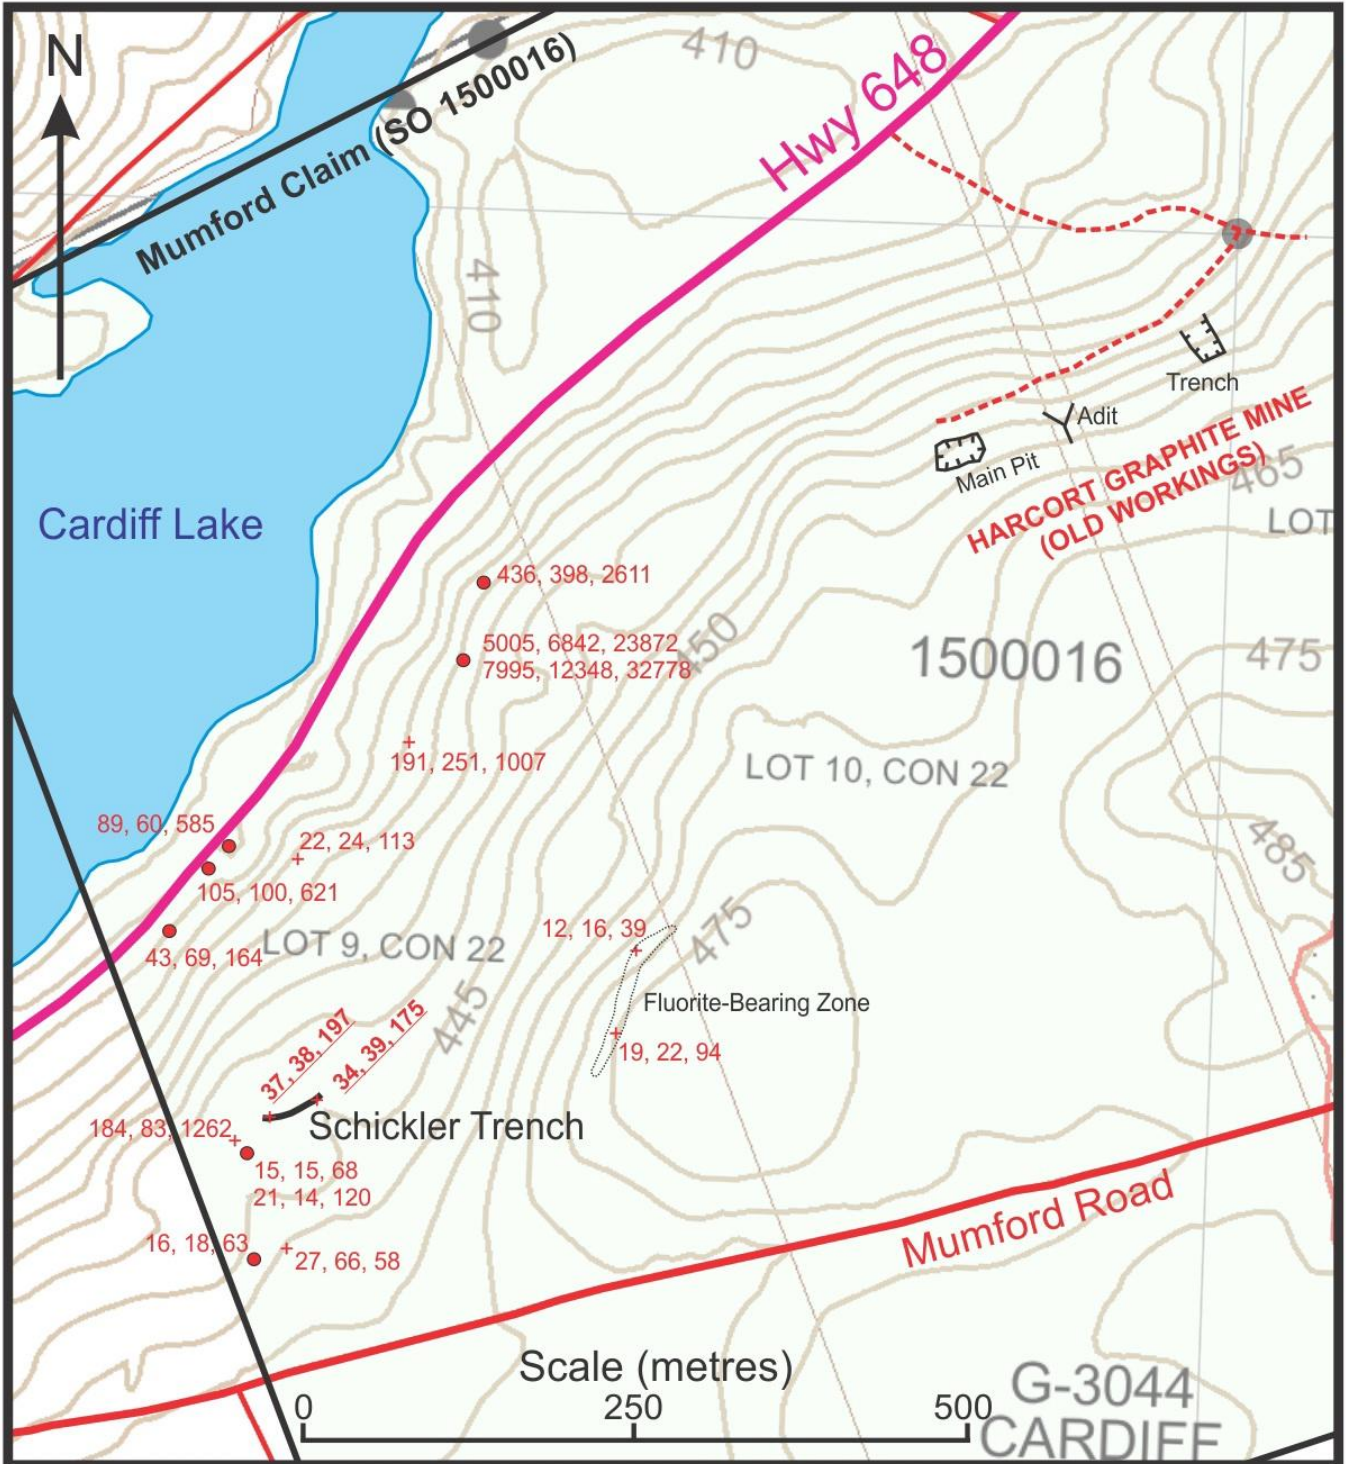 N
410
Mumford Claim (SO 1500016)
Hwy 648
410
Trench
Adit
Main Pit
HARCORT GRAPHITE MINE
(OLD WORKINGS)
465
LOT
Cardiff Lake
436, 398, 2611
5005, 6842, 23872
7995, 12348, 32778
450
1500016
475
191, 251, 1007
LOT 10, CON 22
89, 60, 585
22, 24, 113
105, 100, 621
485
43, 69, 164
LOT 9, CON 22
12, 16, 39
475
Fluorite-Bearing Zone
445
19, 22, 94
37, 38, 197
34, 39, 175
184, 83, 1262
Schickler Trench
15, 15, 68
21, 14, 120
16, 18, 63
27, 66, 58
Mumford Road
Scale (metres)
0 250 500
G-3044
CARDIFF